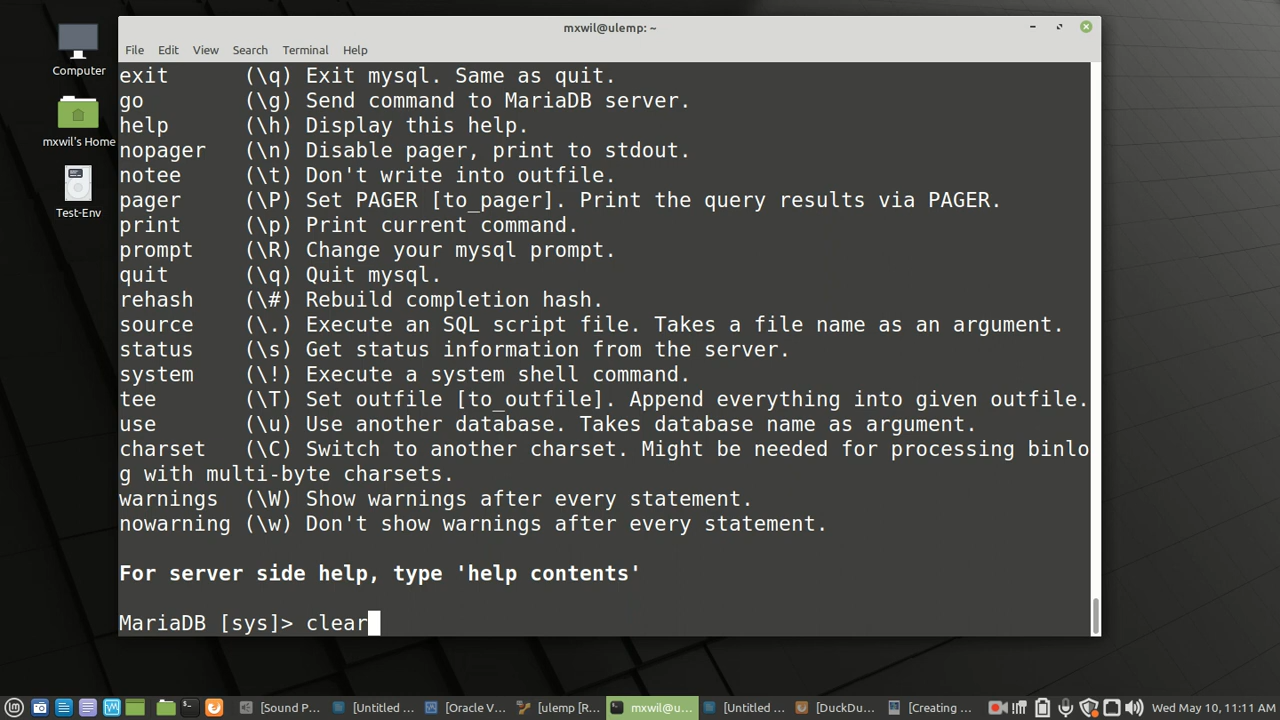 mxwil@ulemp: ~
File Edit View Search Terminal Help
Computer
mxwil's Home
Test-Env
exit (\q) Exit mysql. Same as quit.
go (\g) Send command to MariaDB server.
help (\h) Display this help.
nopager (\n) Disable pager, print to stdout.
notee (\t) Don't write into outfile.
pager (\P) Set PAGER [to_pager]. Print the query results via PAGER.
print (\p) Print current command.
prompt (\R) Change your mysql prompt.
quit (\q) Quit mysql.
rehash (\#) Rebuild completion hash.
source (\.) Execute an SQL script file. Takes a file name as an argument.
status (\s) Get status information from the server.
system (\!) Execute a system shell command.
tee (\T) Set outfile [to_outfile]. Append everything into given outfile.
use (\u) Use another database. Takes database name as argument.
charset (\C) Switch to another charset. Might be needed for processing binlo
g with multi-byte charsets.
warnings (\W) Show warnings after every statement.
nowarning (\w) Don't show warnings after every statement.
For server side help, type 'help contents'
MariaDB [sys]> clear
[Sound P... [Untitled ... [Oracle V... [ulemp [R... mxwil@u... [Untitled ... [DuckDu... [Creating ... Wed May 10, 11:11 AM